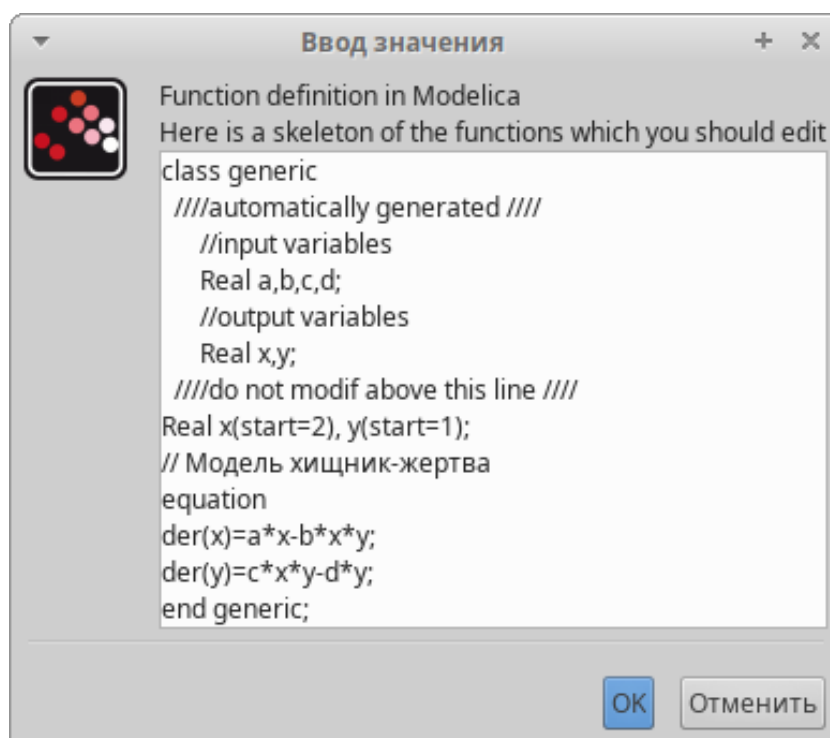 Ввод значения
Function definition in Modelica
Here is a skeleton of the functions which you should edit
class generic
////automatically generated ////
//input variables
Real a,b,c,d;
//output variables
Real x,y;
////do not modif above this line ////
Real x(start=2), y(start=1);
// Модель хищник-жертва
equation
der(x)=a*x-b*x*y;
der(y)=c*x*y-d*y;
end generic;
OK Отменить